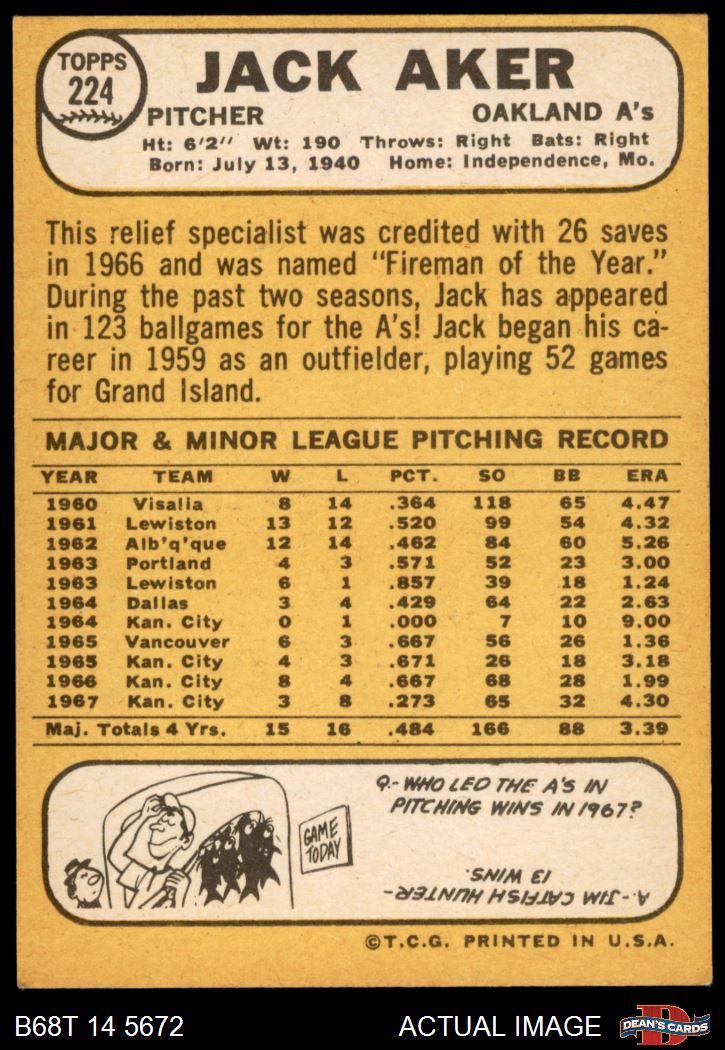 TOPPS
224
JACK AKER
PITCHER OAKLAND A's
Ht: 6'2" Wt: 190 Throws: Right Bats: Right
Born: July 13, 1940 Home: Independence, Mo.
This relief specialist was credited with 26 saves
in 1966 and was named "Fireman of the Year."
During the past two seasons, Jack has appeared
in 123 ballgames for the A's! Jack began his ca-
reer in 1959 as an outfielder, playing 52 games
for Grand Island.
MAJOR & MINOR LEAGUE PITCHING RECORD
YEAR TEAM W L PCT. SO BB ERA
1960 Visalia 8 14 .364 118 65 4.47
1961 Lewiston 13 12 .520 99 54 4.32
1962 Alb'q'que 12 14 .462 84 60 5.26
1963 Portland 4 3 .571 52 23 3.00
1963 Lewiston 6 1 .857 39 18 1.24
1964 Dallas 3 4 .429 64 22 2.63
1964 Kan. City 0 1 .000 7 10 9.00
1965 Vancouver 6 3 .667 56 26 1.36
1965 Kan. City 4 3 .671 26 18 3.18
1966 Kan. City 8 4 .667 68 28 1.99
1967 Kan. City 3 8 .273 65 32 4.30
Maj. Totals 4 Yrs. 15 16 .484 166 88 3.39
GAME
TODAY
Q.- WHO LED THE A'S IN
PITCHING WINS IN 1967?
A.- JIM CATFISH HUNTER-
13 WINS.
©T.C.G. PRINTED IN U.S.A.
B68T 14 5672 ACTUAL IMAGE
D
DEAN'S CARDS